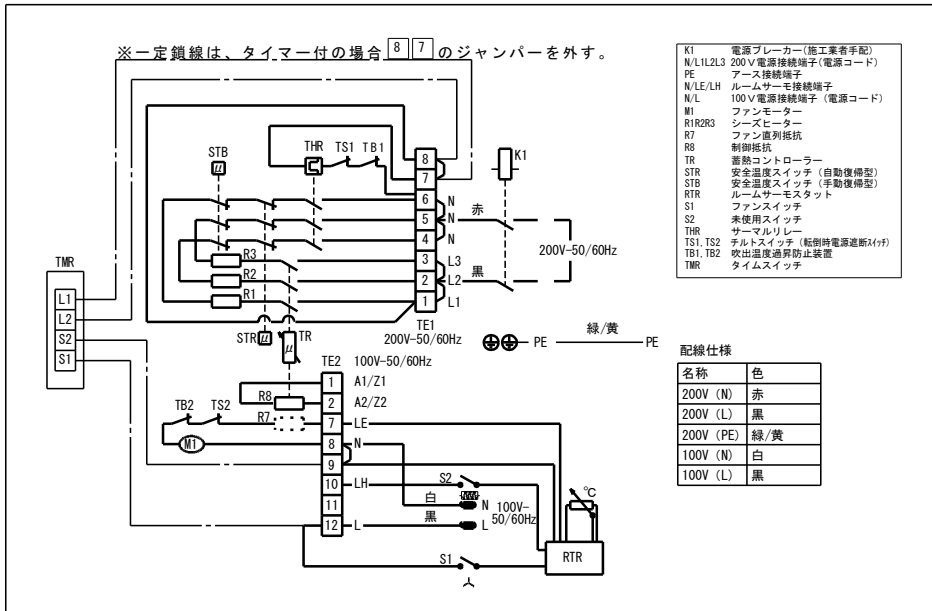 ※一定鎖線は、タイマー付の場合 8 7 のジャンパーを外す。
K1 電源ブレーカー(施工業者手配)
N/L1L2L3 200V電源接続端子(電源コード)
PE アース接続端子
N/LE/LH ルームサーモ接続端子
N/L 100V電源接続端子 (電源コード)
M1 ファンモーター
R1R2R3 シーズヒーター
R7 ファン直列抵抗
R8 制御抵抗
TR 蓄熱コントローラー
STR 安全温度スイッチ (自動復帰型)
STB 安全温度スイッチ (手動復帰型)
RTR ルームサーモスタット
S1 ファンスイッチ
S2 未使用スイッチ
THR サーマルリレー
TS1,TS2 チルトスイッチ (転倒時電源遮断スイッチ)
TB1,TB2 吹出温度過昇防止装置
TMR タイムスイッチ
STB
μ
THR TS1 TB1
K1
8
7
6 N
5 N 赤
4 N
3 L3
2 L2 黒
1 L1
200V-50/60Hz
R3
R2
R1
TMR
L1
L2
S2
S1
STR μ
TR
μ
TE1
200V-50/60Hz
PE 緑/黄 PE
TE2 100V-50/60Hz
1 A1/Z1
2 A2/Z2
7 LE
8 N
9
10 LH
11
12 L
R8
R7
TB2 TS2
M1
S2
白 N
黒 L
100V-
50/60Hz
S1
℃
RTR
配線仕様
名称 色
200V (N) 赤
200V (L) 黒
200V (PE) 緑/黄
100V (N) 白
100V (L) 黒